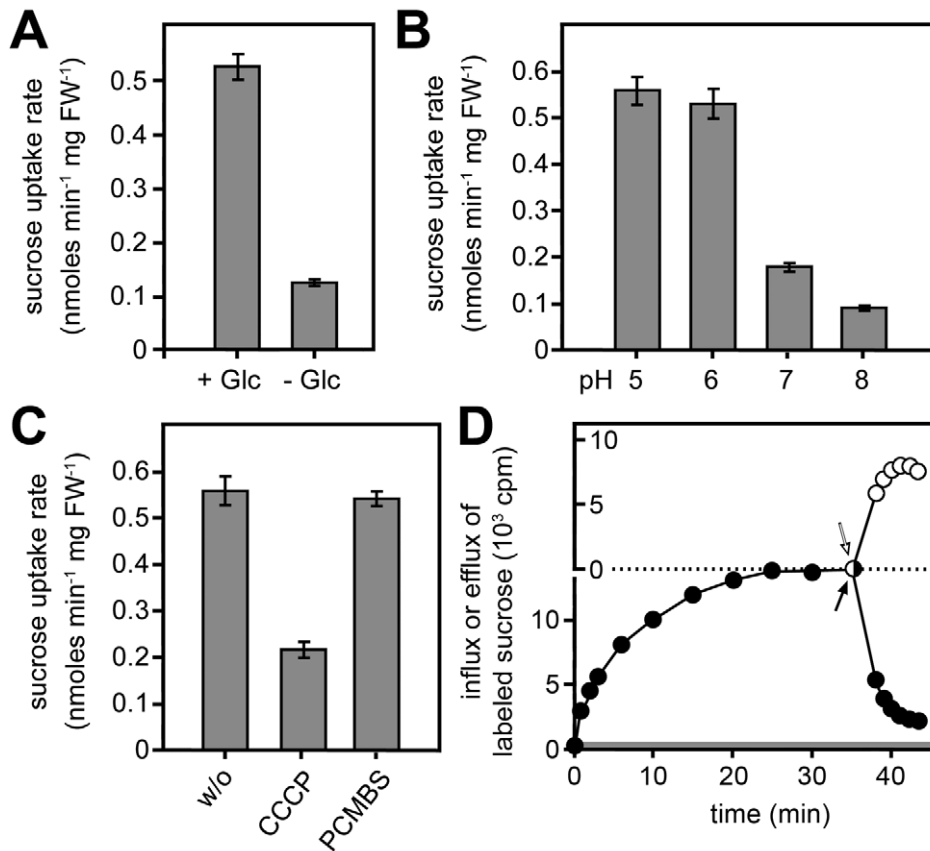 A
sucrose uptake rate
(nmoles min⁻¹ mg FW⁻¹)
0.5
0.4
0.3
0.2
0.1
0
+ Glc - Glc
B
sucrose uptake rate
(nmoles min⁻¹ mg FW⁻¹)
0.6
0.5
0.4
0.3
0.2
0.1
0
pH 5 6 7 8
C
sucrose uptake rate
(nmoles min⁻¹ mg FW⁻¹)
0.6
0.5
0.4
0.3
0.2
0.1
0
w/o CCCP PCMBS
D
influx or efflux of
labeled sucrose (10³ cpm)
10
5
0
10
5
0
0 10 20 30 40
time (min)